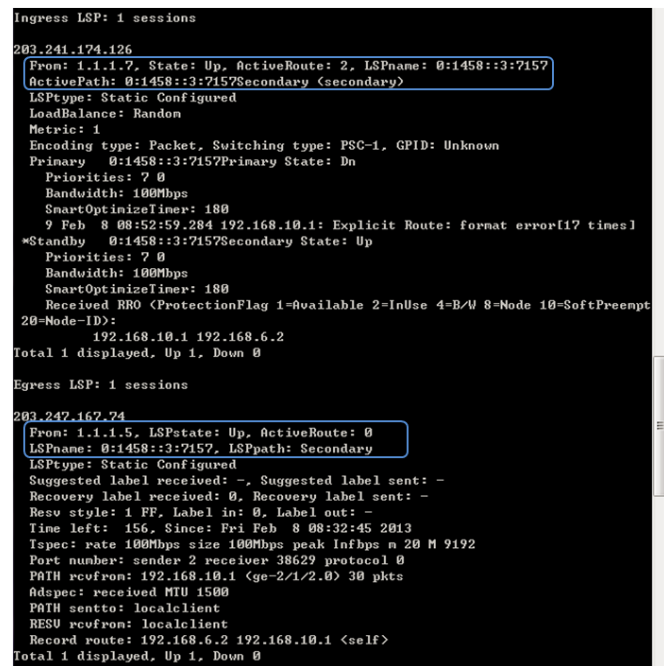 Ingress LSP: 1 sessions
203.241.174.126
From: 1.1.1.7, State: Up, ActiveRoute: 2, LSPname: 0:1458::3:7157
ActivePath: 0:1458::3:7157Secondary (secondary)
LSPtype: Static Configured
LoadBalance: Random
Metric: 1
Encoding type: Packet, Switching type: PSC-1, GPID: Unknown
Primary 0:1458::3:7157Primary State: Dn
Priorities: 7 0
Bandwidth: 100Mbps
SmartOptimizeTimer: 180
9 Feb 8 08:52:59.284 192.168.10.1: Explicit Route: format error[17 times]
*Standby 0:1458::3:7157Secondary State: Up
Priorities: 7 0
Bandwidth: 100Mbps
SmartOptimizeTimer: 180
Received RRO (ProtectionFlag 1=Available 2=InUse 4=B/W 8=Node 10=SoftPreempt
20=Node-ID):
192.168.10.1 192.168.6.2
Total 1 displayed, Up 1, Down 0
Egress LSP: 1 sessions
203.247.167.74
From: 1.1.1.5, LSPstate: Up, ActiveRoute: 0
LSPname: 0:1458::3:7157, LSPpath: Secondary
LSPtype: Static Configured
Suggested label received: -, Suggested label sent: -
Recovery label received: 0, Recovery label sent: -
Resv style: 1 FF, Label in: 0, Label out: -
Time left: 156, Since: Fri Feb 8 08:32:45 2013
Tspec: rate 100Mbps size 100Mbps peak Infbps m 20 M 9192
Port number: sender 2 receiver 38629 protocol 0
PATH rcvfrom: 192.168.10.1 (ge-2/1/2.0) 30 pkts
Adspec: received MTU 1500
PATH sentto: localclient
RESV rcvfrom: localclient
Record route: 192.168.6.2 192.168.10.1 <self>
Total 1 displayed, Up 1, Down 0